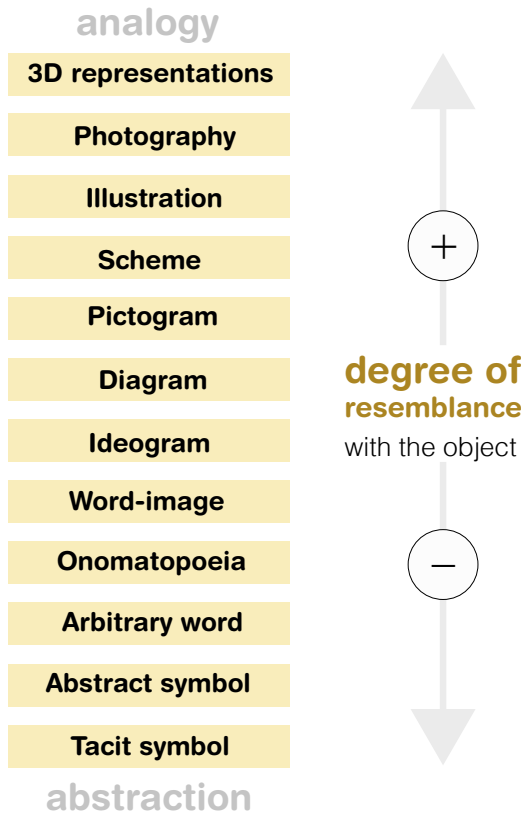 analogy
3D representations
Photography
Illustration
Scheme
Pictogram
Diagram
Ideogram
Word-image
Onomatopoeia
Arbitrary word
Abstract symbol
Tacit symbol
abstraction
+
degree of
resemblance
with the object
−